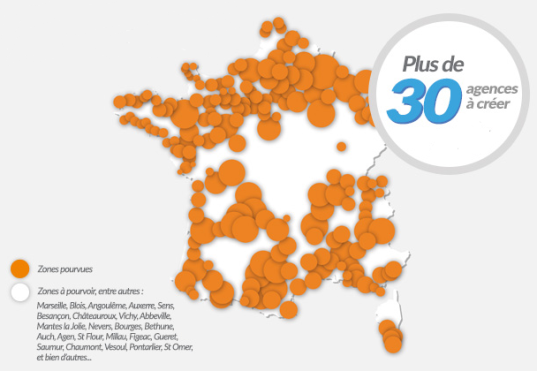 Plus de
30 agences
à créer
Zones pourvues
Zones à pourvoir, entre autres :
Marseille, Blois, Angoulême, Auxerre, Sens,
Besançon, Châteauroux, Vichy, Abbeville,
Mantes la Jolie, Nevers, Bourges, Bethune,
Auch, Agen, St Flour, Millau, Figeac, Gueret,
Saumur, Chaumont, Vesoul, Pontarlier, St Omer,
et bien d'autres...